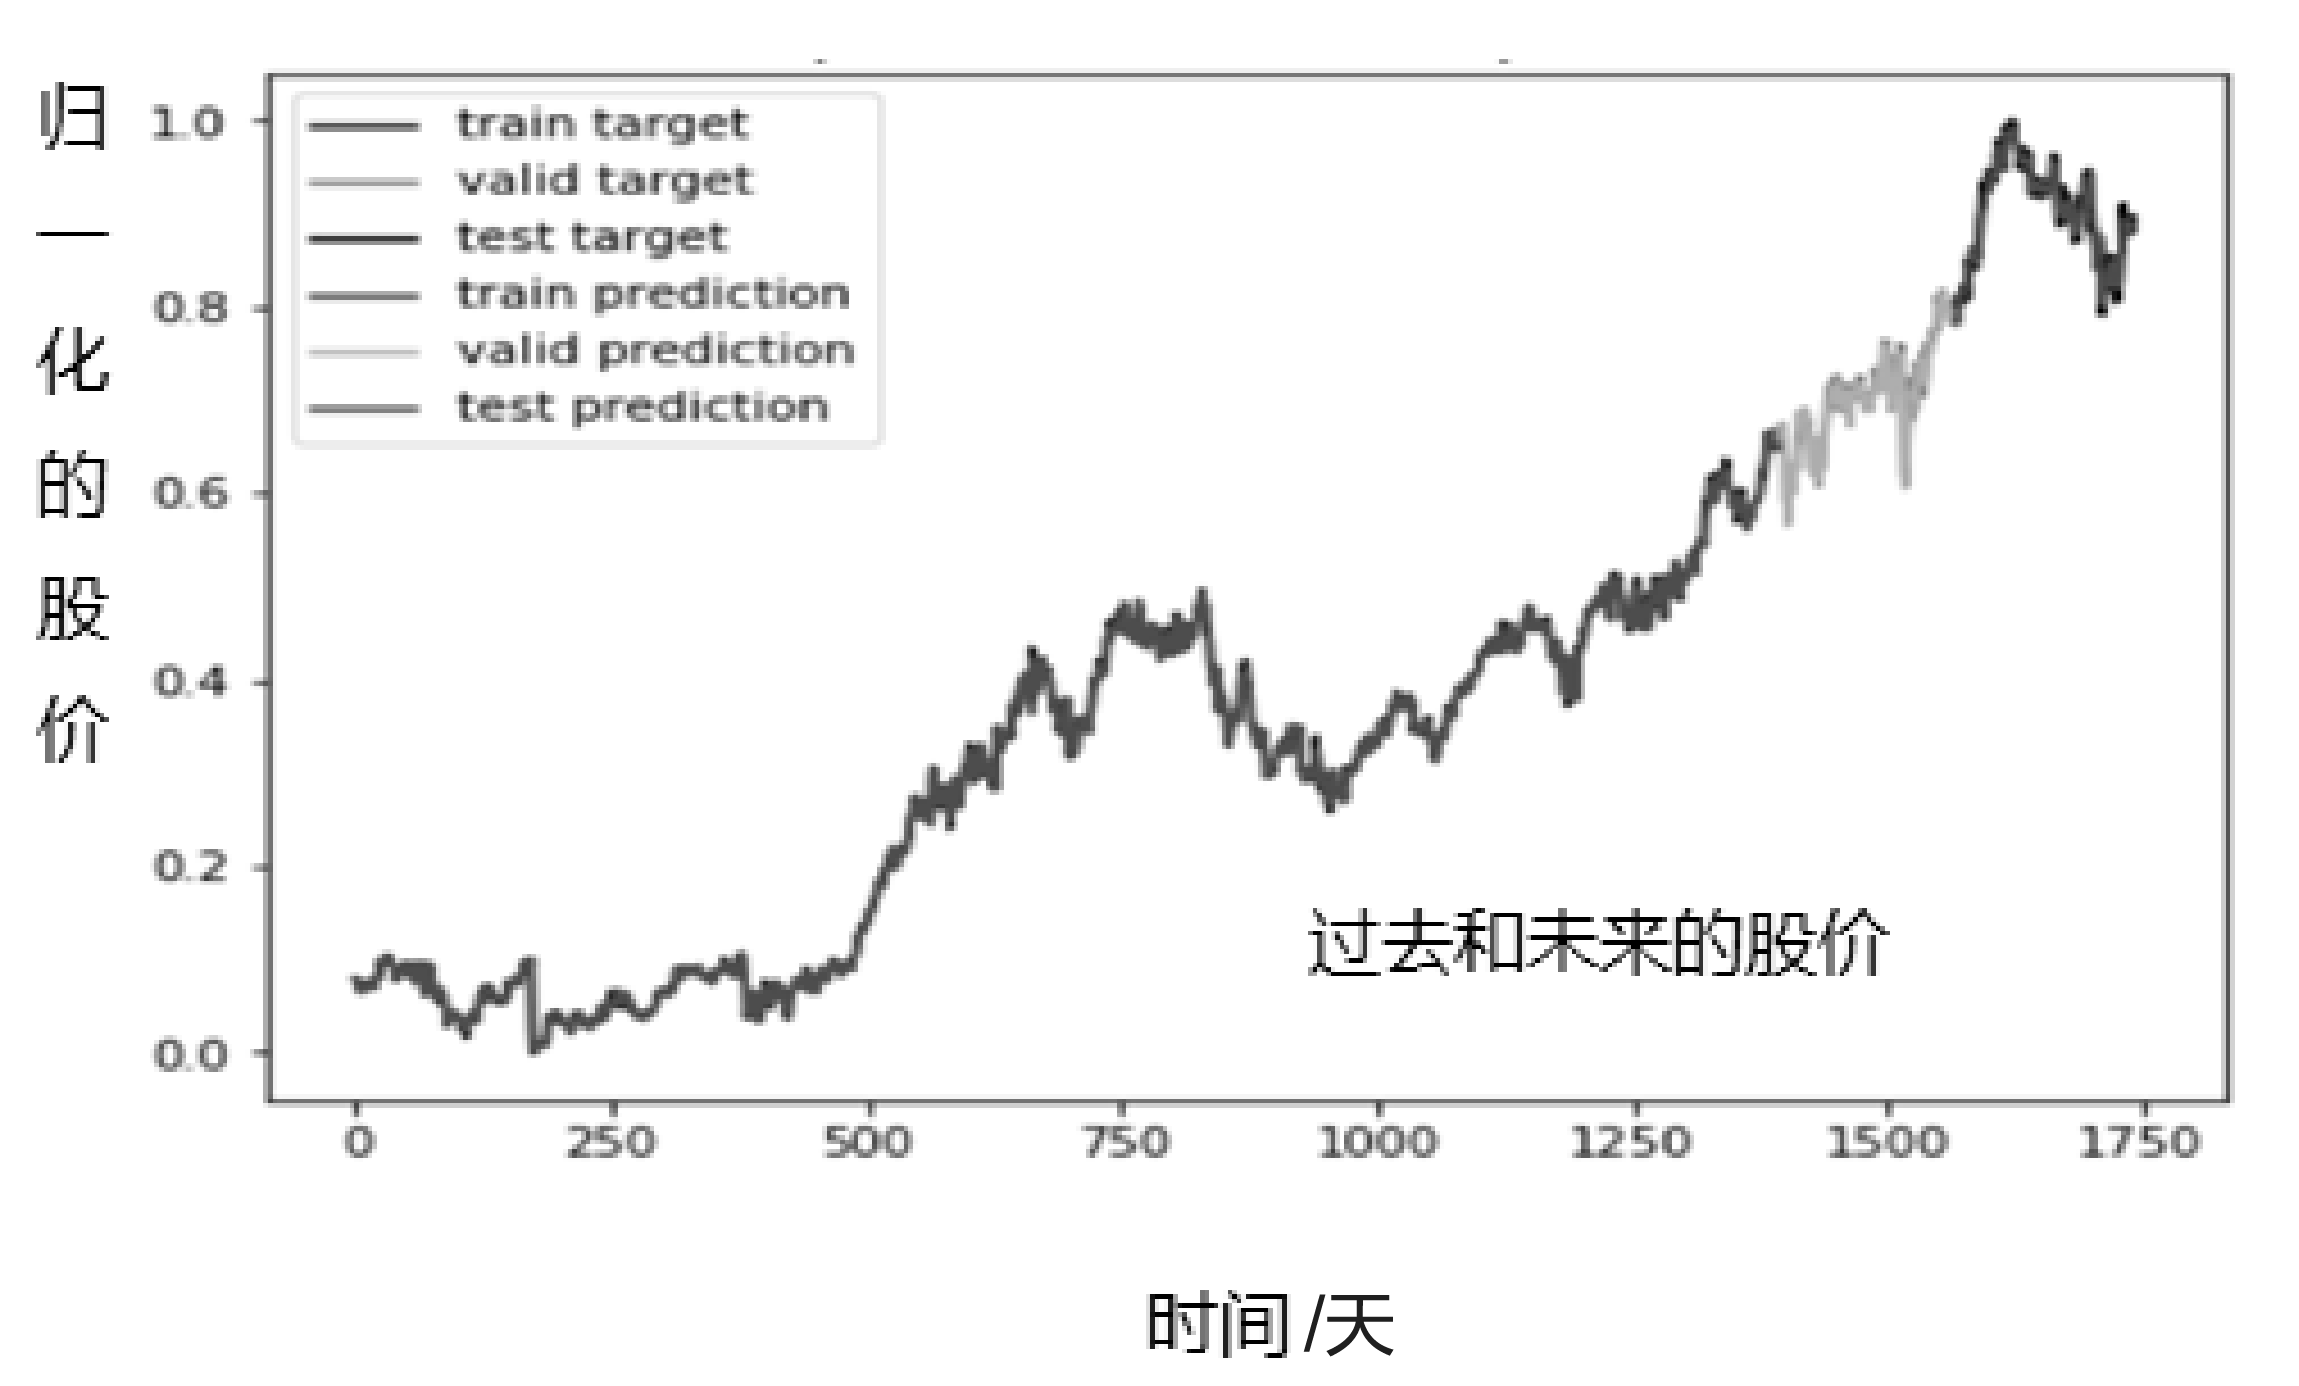 归一化的股价
1.0
0.8
0.6
0.4
0.2
0.0
train target
valid target
test target
train prediction
valid prediction
test prediction
过去和未来的股价
0 250 500 750 1000 1250 1500 1750
时间/天